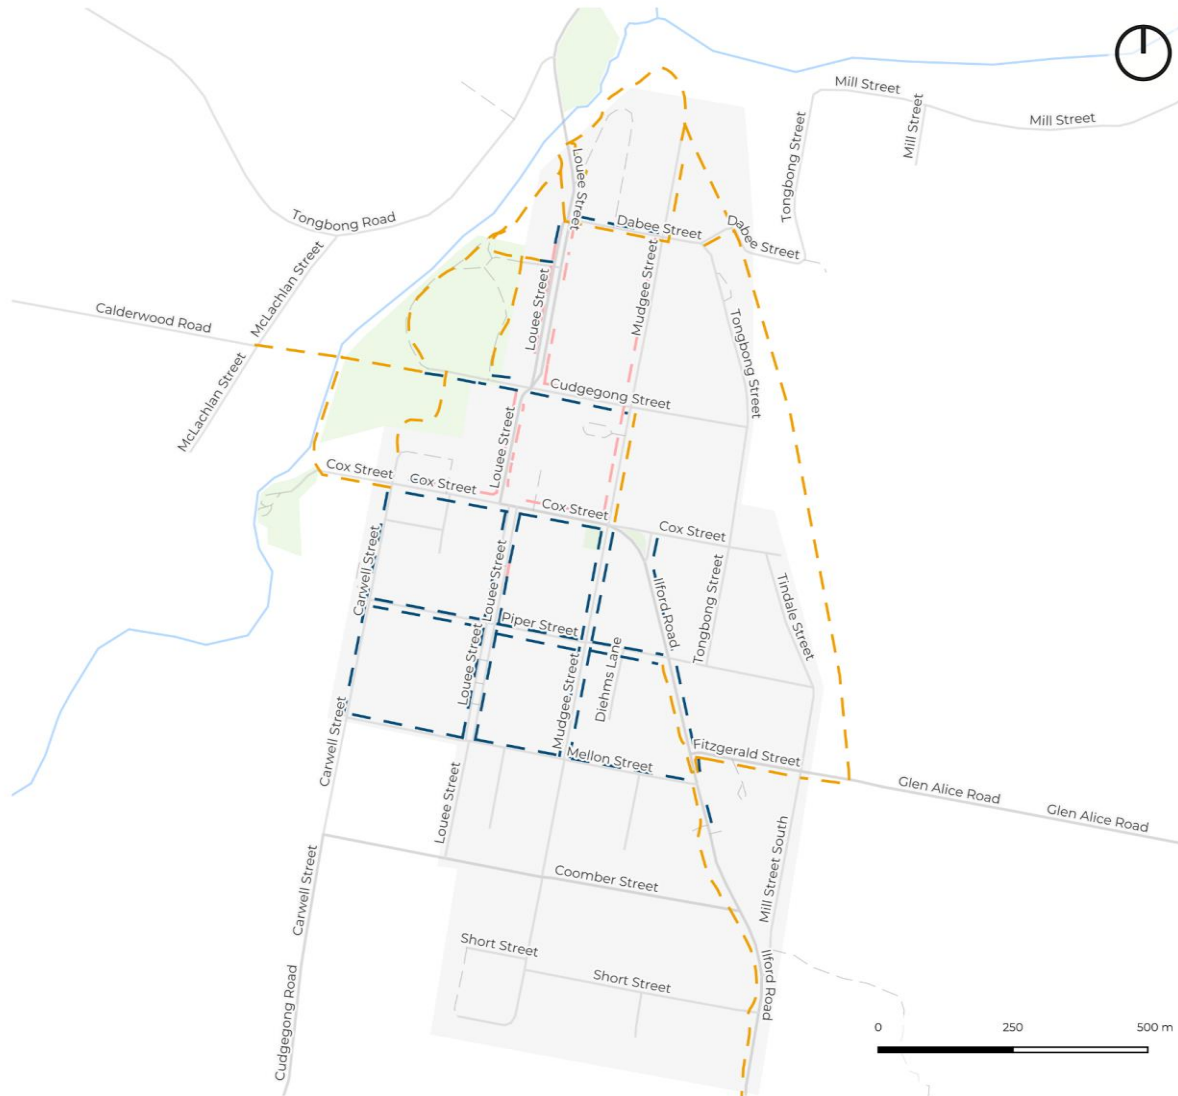 Mill Street
Mill Street
Mill Street
Tongbong Street
Louee Street
Tongbong Road
Dabee Street
Dabee Street
McLachlan Street
Mudgee Street
Louee Street
Calderwood Road
Tongbong Street
McLachlan Street
Cudgegong Street
Louee Street
Cox Street
Cox Street
Cox Street
Cox Street
Carwell Street
Louee Street
Ilford Road
Tongbong Street
Tindale Street
Piper Street
Louee Street
Mudgee Street
Diehms Lane
Carwell Street
Mellon Street
Fitzgerald Street
Glen Alice Road
Glen Alice Road
Louee Street
Mill Street South
Coomber Street
Carwell Street
Short Street
Short Street
Ilford Road
Cudgegong Road
0 250 500 m